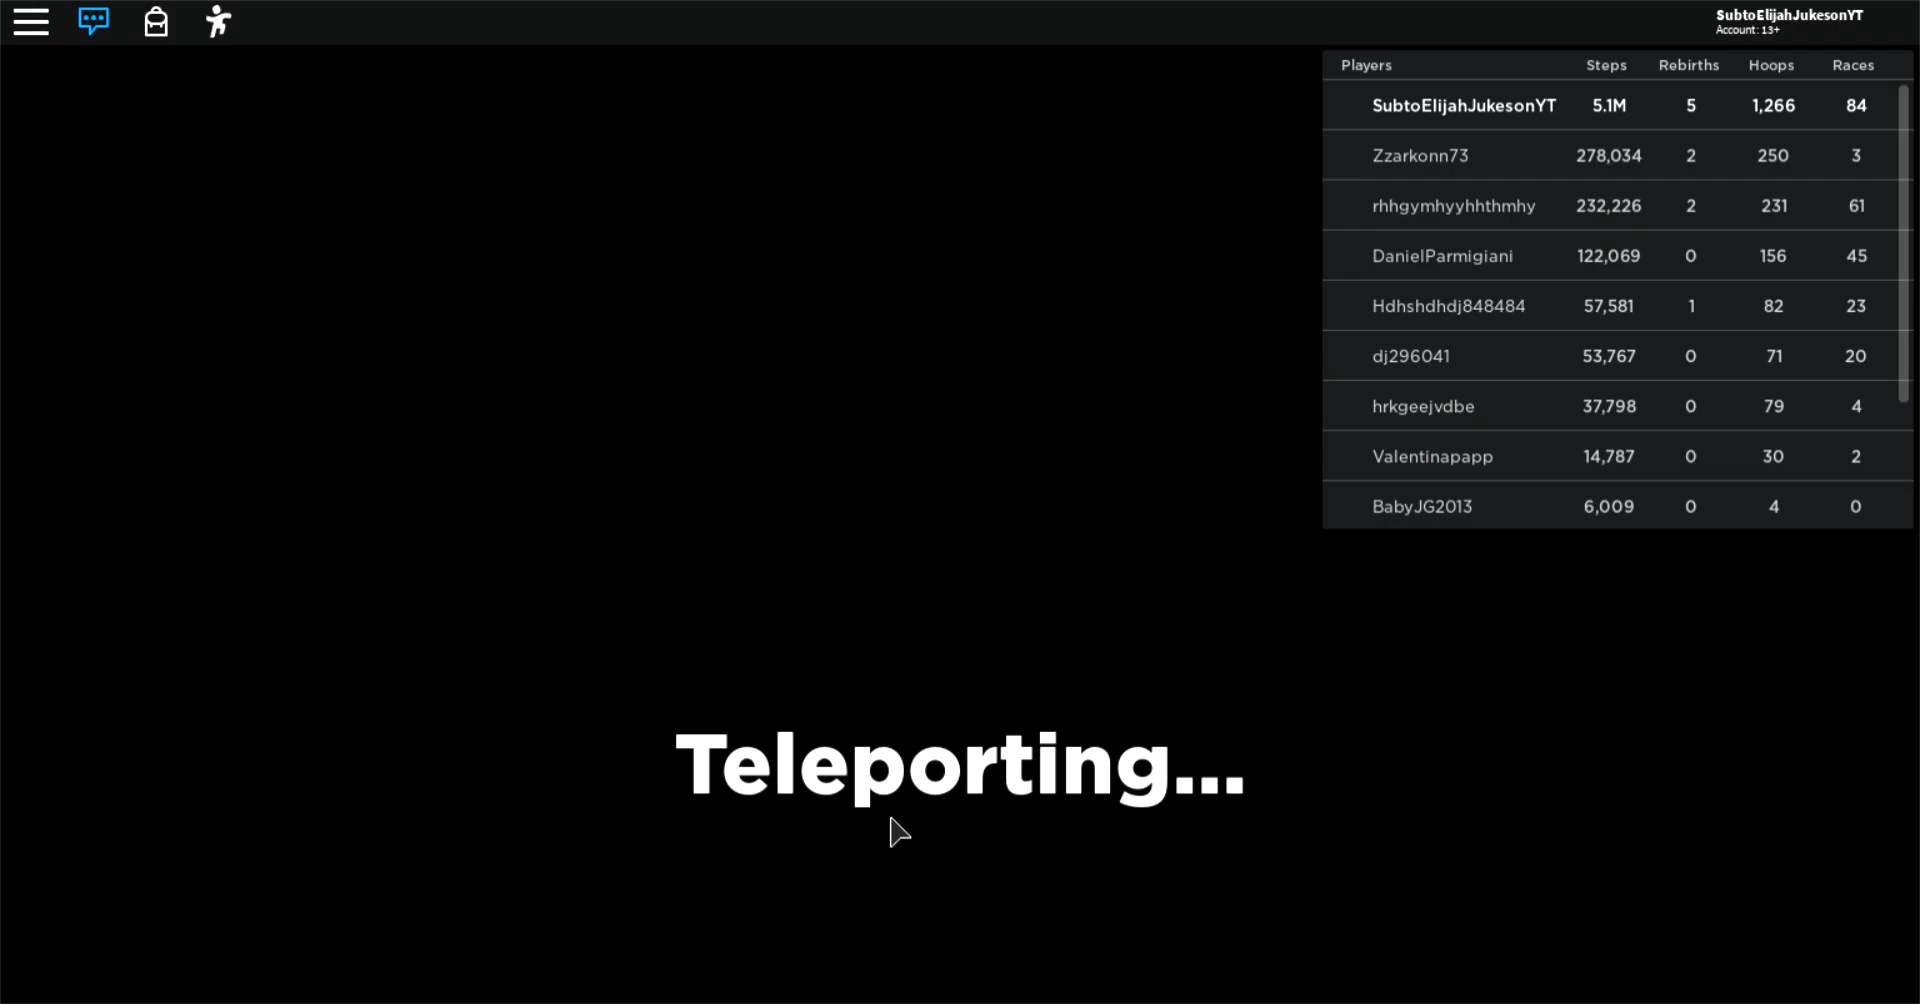 SubtoElijahJukesonYT
Account: 13+
Players Steps Rebirths Hoops Races
SubtoElijahJukesonYT 5.1M 5 1,266 84
Zzarkonn73 278,034 2 250 3
rhhgymhyyhhthmhy 232,226 2 231 61
DanielParmigiani 122,069 0 156 45
Hdhshdhdj848484 57,581 1 82 23
dj296041 53,767 0 71 20
hrkgeejvdbe 37,798 0 79 4
Valentinapapp 14,787 0 30 2
BabyJG2013 6,009 0 4 0
Teleporting...